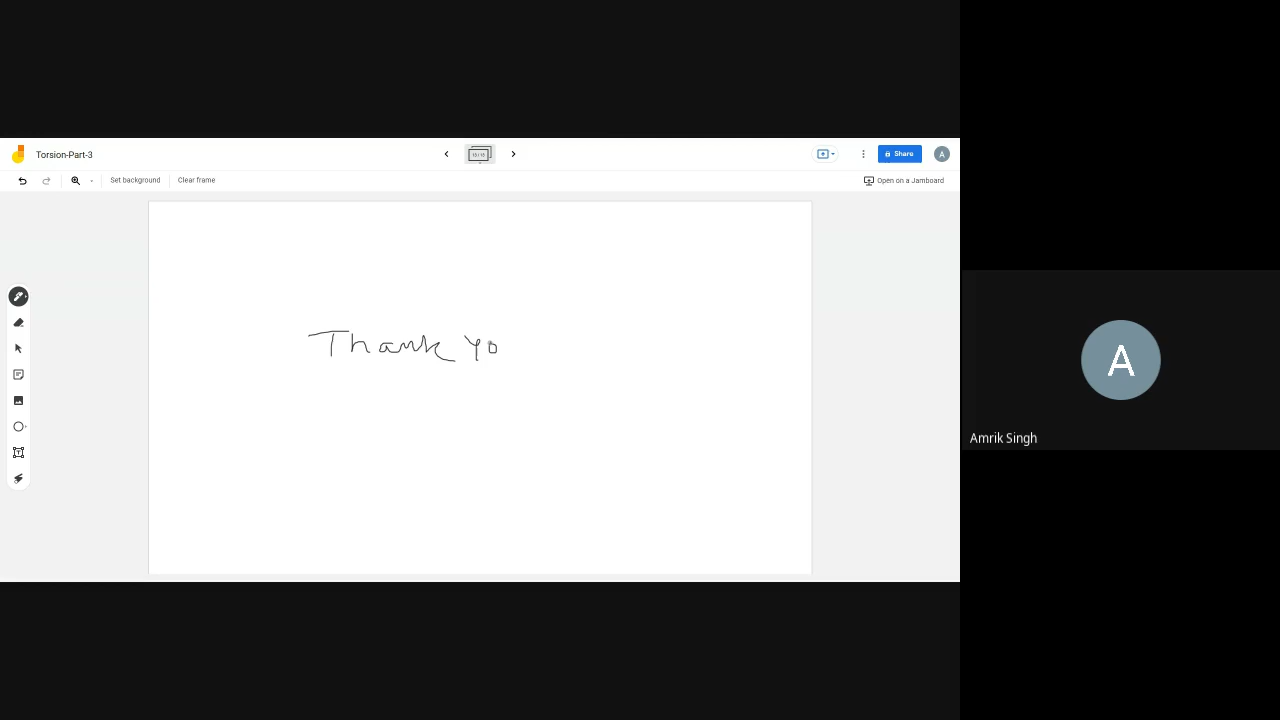 Torsion-Part-3
Share
A
Set background
Clear frame
Open on a Jamboard
Thank Yo
A
Amrik Singh